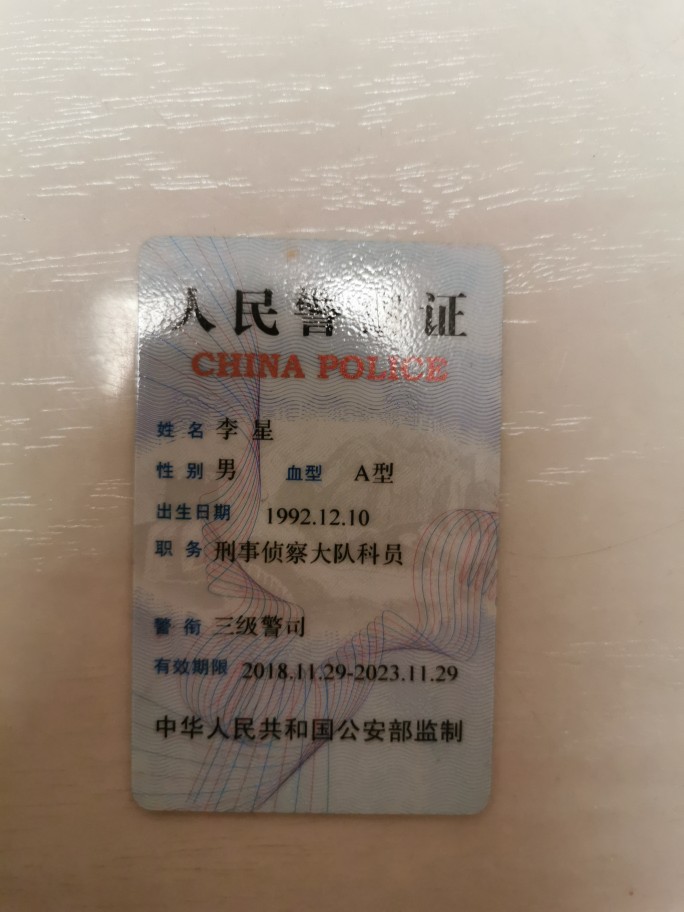 人民警察证
CHINA POLICE
姓名 李星
性别 男 血型 A型
出生日期 1992.12.10
职务 刑事侦察大队科员
警衔 三级警司
有效期限 2018.11.29-2023.11.29
中华人民共和国公安部监制